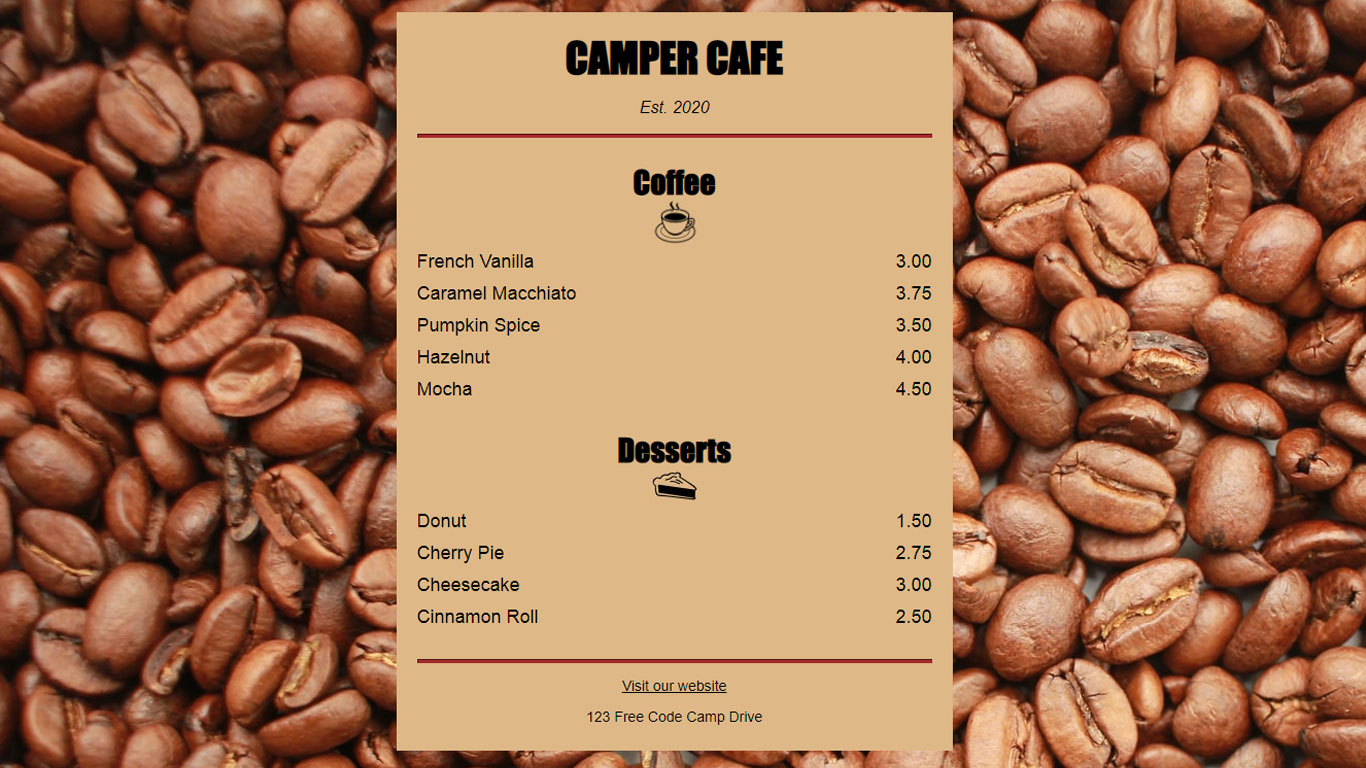 CAMPER CAFE
Est. 2020
Coffee
French Vanilla 3.00
Caramel Macchiato 3.75
Pumpkin Spice 3.50
Hazelnut 4.00
Mocha 4.50
Desserts
Donut 1.50
Cherry Pie 2.75
Cheesecake 3.00
Cinnamon Roll 2.50
Visit our website
123 Free Code Camp Drive